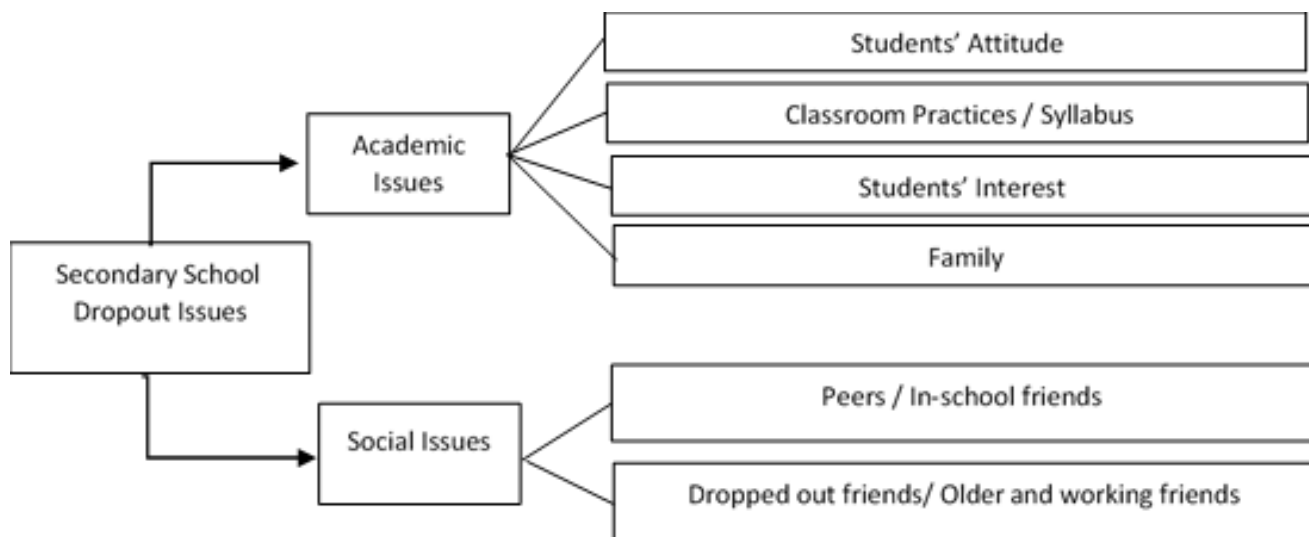 Students’ Attitude
Classroom Practices / Syllabus
Academic
Issues
Students’ Interest
Family
Secondary School
Dropout Issues
Peers / In-school friends
Social Issues
Dropped out friends/ Older and working friends